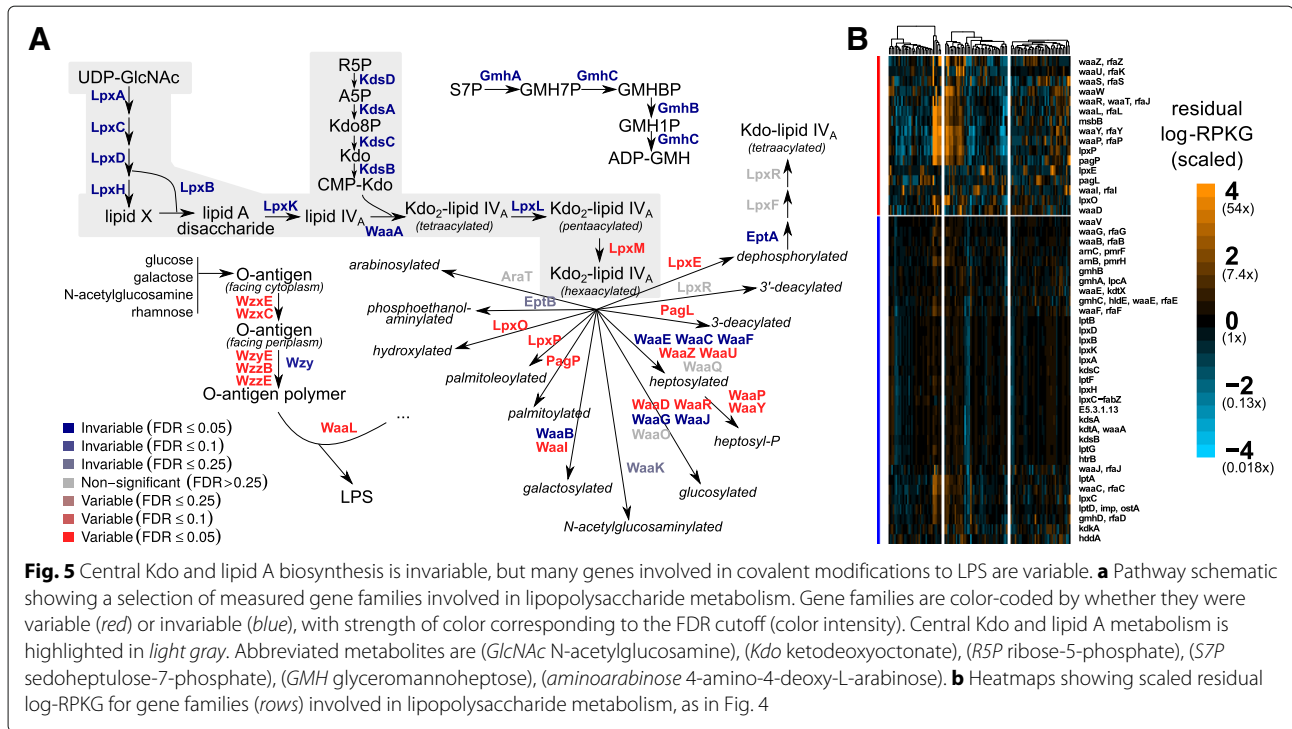 A
UDP-GlcNAc
LpxA
LpxC
LpxD
LpxH
LpxB
lipid X
lipid A
disaccharide
LpxK
lipid IVA
R5P
KdsD
A5P
KdsA
Kdo8P
KdsC
Kdo
KdsB
CMP-Kdo
WaaA
Kdo2-lipid IVA
(tetraacylated)
LpxL
Kdo2-lipid IVA
(pentaacylated)
LpxM
Kdo2-lipid IVA
(hexaacylated)
S7P
GmhA
GMH7P
GmhC
GMHBP
GmhB
GMH1P
GmhC
ADP-GMH
Kdo-lipid IVA
(tetraacylated)
LpxR
LpxF
EptA
dephosphorylated
LpxE
LpxR
3'-deacylated
PagL
3-deacylated
WaaE WaaC WaaF
WaaZ WaaU
WaaQ
heptosylated
WaaP
WaaY
heptosyl-P
WaaD WaaR
WaaG WaaJ
WaaO
glucosylated
WaaK
N-acetylglucosaminylated
WaaB
WaaI
galactosylated
PagP
palmitoylated
LpxP
palmitoleoylated
LpxO
hydroxylated
EptB
phosphoethanol-
aminylated
AraT
arabinosylated
glucose
galactose
N-acetylglucosamine
rhamnose
O-antigen
(facing cytoplasm)
WzxE
WzxC
O-antigen
(facing periplasm)
WzyE
WzzB
WzzE
Wzy
O-antigen polymer
WaaL
...
LPS
Invariable (FDR ≤ 0.05)
Invariable (FDR ≤ 0.1)
Invariable (FDR ≤ 0.25)
Non-significant (FDR>0.25)
Variable (FDR ≤ 0.25)
Variable (FDR ≤ 0.1)
Variable (FDR ≤ 0.05)
B
waaZ, rfaZ
waaU, rfaK
waaS, rfaS
waaW
waaR, waaT, rfaJ
waaL, rfaL
msbB
waaY, rfaY
waaP, rfaP
lpxP
pagP
lpxE
pagL
waaI, rfaI
lpxO
waaD
waaV
waaG, rfaG
waaB, rfaB
arnC, pmrF
arnB, pmrH
gmhB
gmhA, lpcA
waaE, kdtX
gmhC, hldE, waaE, rfaE
waaF, rfaF
lptB
lpxD
lpxB
lpxK
lpxA
kdsC
lptF
lpxH
lpxC−fabZ
E5.3.1.13
kdsA
kdtA, waaA
kdsB
lptG
htrB
waaJ, rfaJ
lptA
waaC, rfaC
lpxC
lptD, imp, ostA
gmhD, rfaD
kdkA
hddA
residual
log-RPKG
(scaled)
4
(54x)
2
(7.4x)
0
(1x)
−2
(0.13x)
−4
(0.018x)
Fig. 5 Central Kdo and lipid A biosynthesis is invariable, but many genes involved in covalent modifications to LPS are variable. a Pathway schematic
showing a selection of measured gene families involved in lipopolysaccharide metabolism. Gene families are color-coded by whether they were
variable (red) or invariable (blue), with strength of color corresponding to the FDR cutoff (color intensity). Central Kdo and lipid A metabolism is
highlighted in light gray. Abbreviated metabolites are (GlcNAc N-acetylglucosamine), (Kdo ketodeoxyoctonate), (R5P ribose-5-phosphate), (S7P
sedoheptulose-7-phosphate), (GMH glyceromannoheptose), (aminoarabinose 4-amino-4-deoxy-L-arabinose). b Heatmaps showing scaled residual
log-RPKG for gene families (rows) involved in lipopolysaccharide metabolism, as in Fig. 4